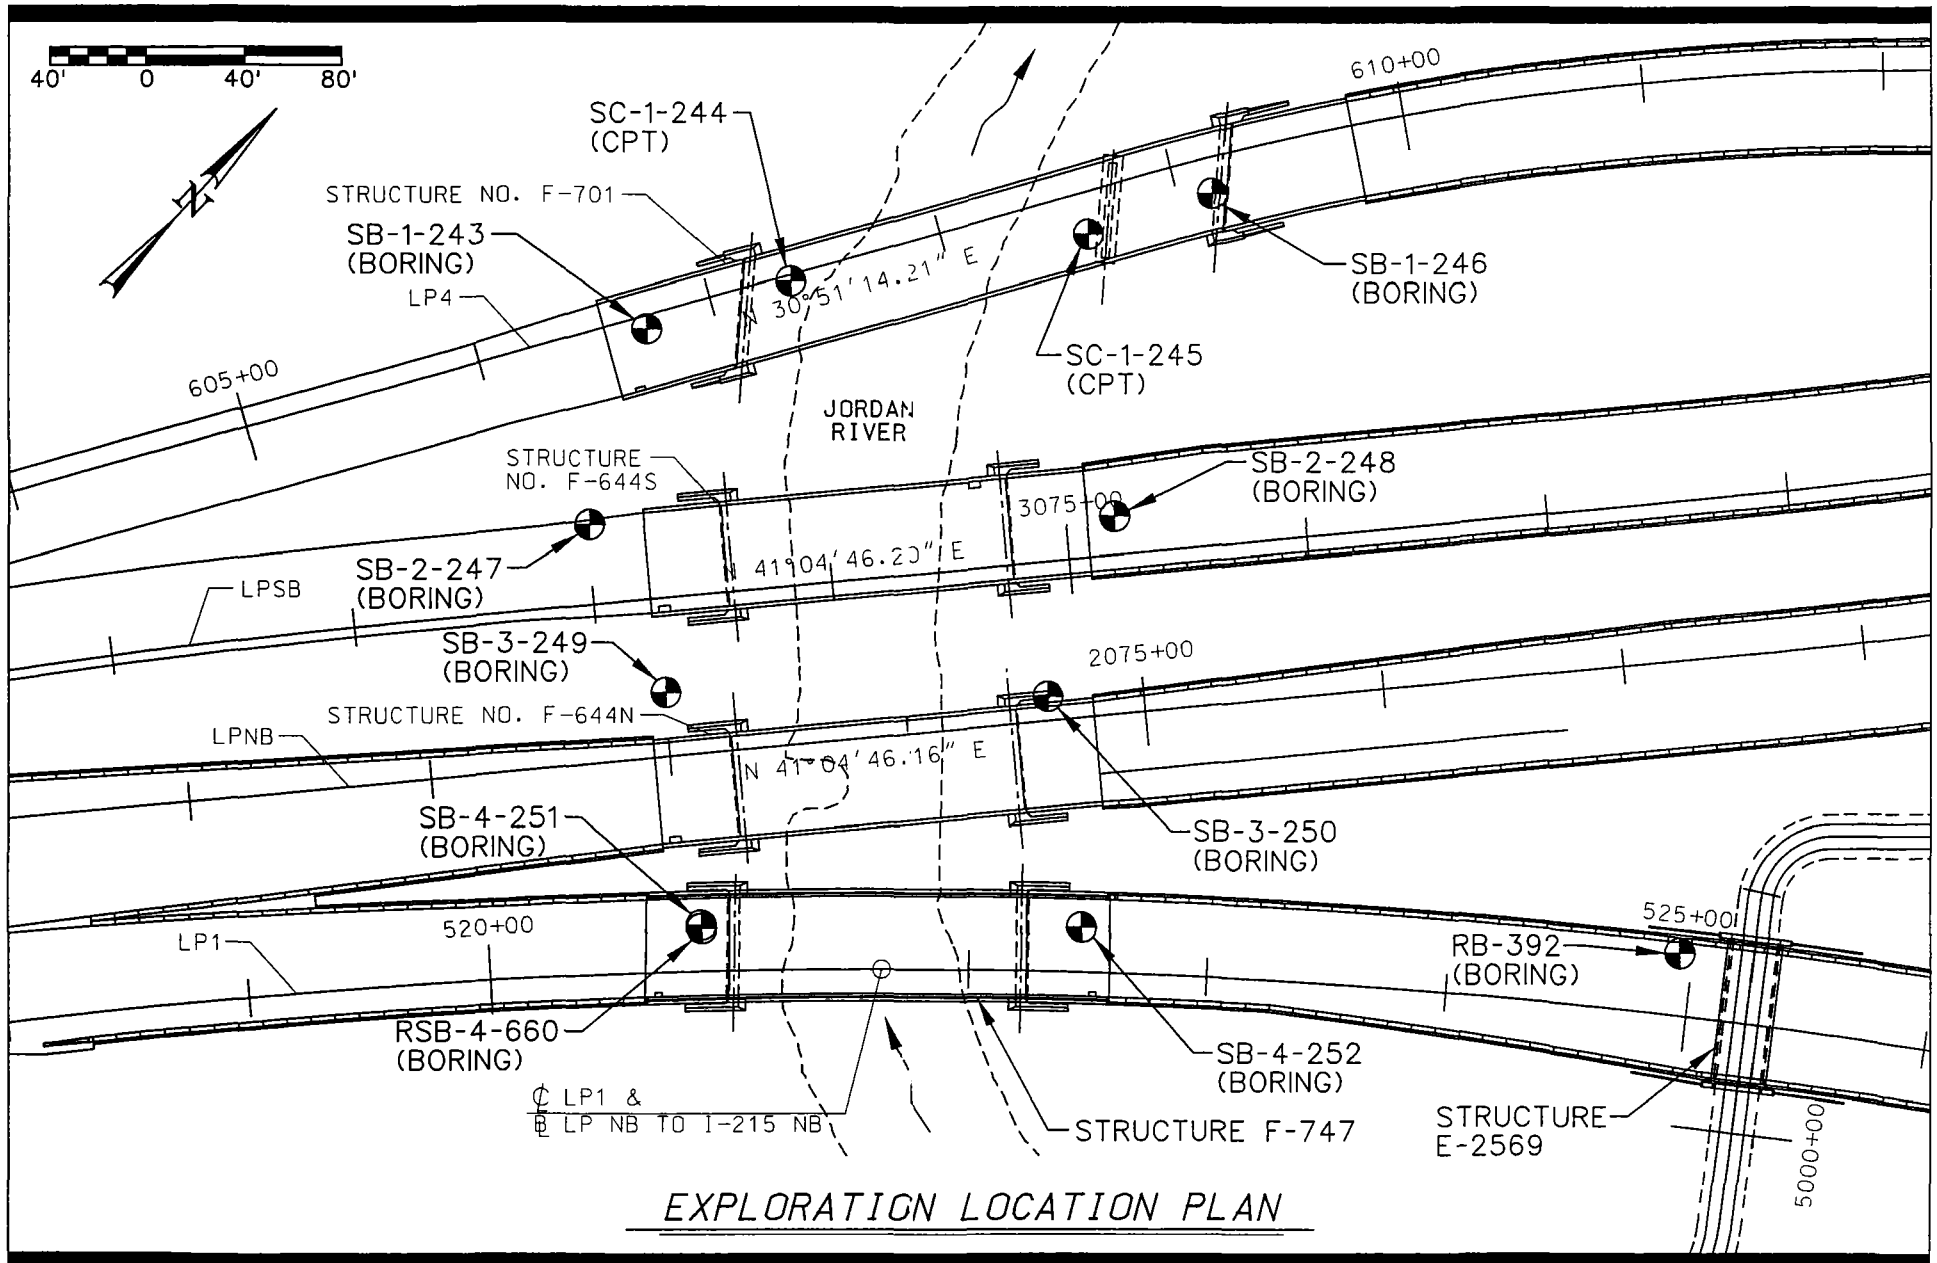 40' 0 40' 80'
610+00
SC-1-244
(CPT)
N
STRUCTURE NO. F-701
SB-1-243
(BORING)
LP4
N 30°51'14.21" E
SB-1-246
(BORING)
605+00
SC-1-245
(CPT)
JORDAN
RIVER
STRUCTURE
NO. F-644S
SB-2-248
(BORING)
3075+00
SB-2-247
(BORING)
N 41°04'46.20" E
LPSB
SB-3-249
(BORING)
2075+00
STRUCTURE NO. F-644N
LPNB
N 41°04'46.16" E
SB-4-251
(BORING)
SB-3-250
(BORING)
520+00
525+00
LP1
RB-392
(BORING)
RSB-4-660
(BORING)
SB-4-252
(BORING)
℄ LP1 &
B LP NB TO I-215 NB
STRUCTURE F-747
STRUCTURE
E-2569
5000+00
EXPLORATION LOCATION PLAN